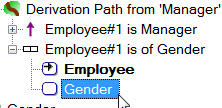 Derivation Path from 'Manager'
Employee#1 is Manager
Employee#1 is of Gender
Employee
Gender